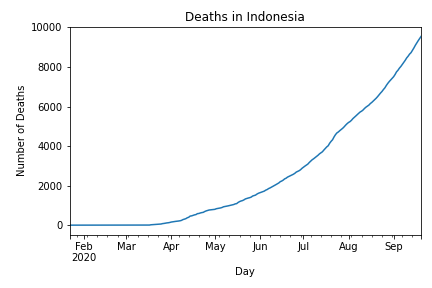 Deaths in Indonesia
Number of Deaths
10000
8000
6000
4000
2000
0
Feb Mar Apr May Jun Jul Aug Sep
2020
Day